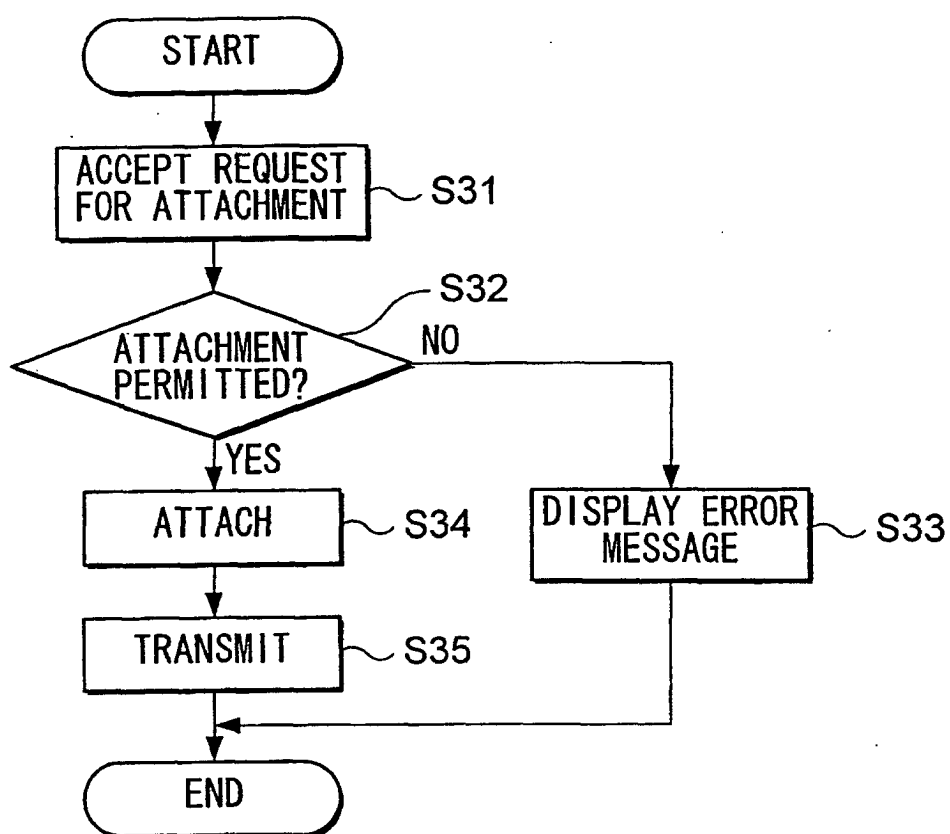 START
ACCEPT REQUEST
FOR ATTACHMENT
S31
S32
ATTACHMENT
PERMITTED?
NO
YES
ATTACH
S34
DISPLAY ERROR
MESSAGE
S33
TRANSMIT
S35
END